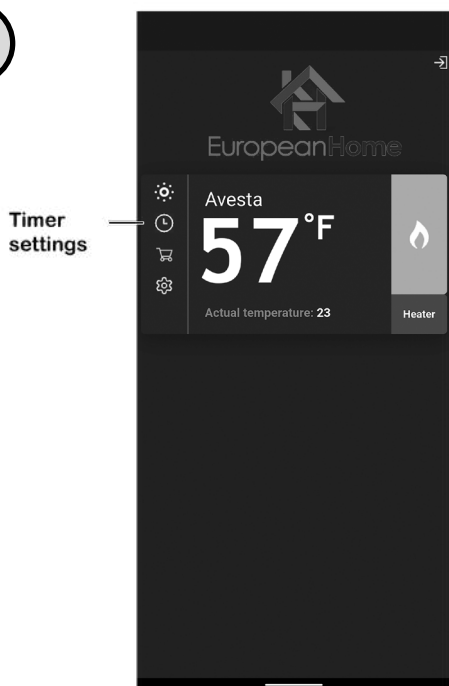 EuropeanHome
Timer
settings
Avesta
57°F
Actual temperature: 23
Heater